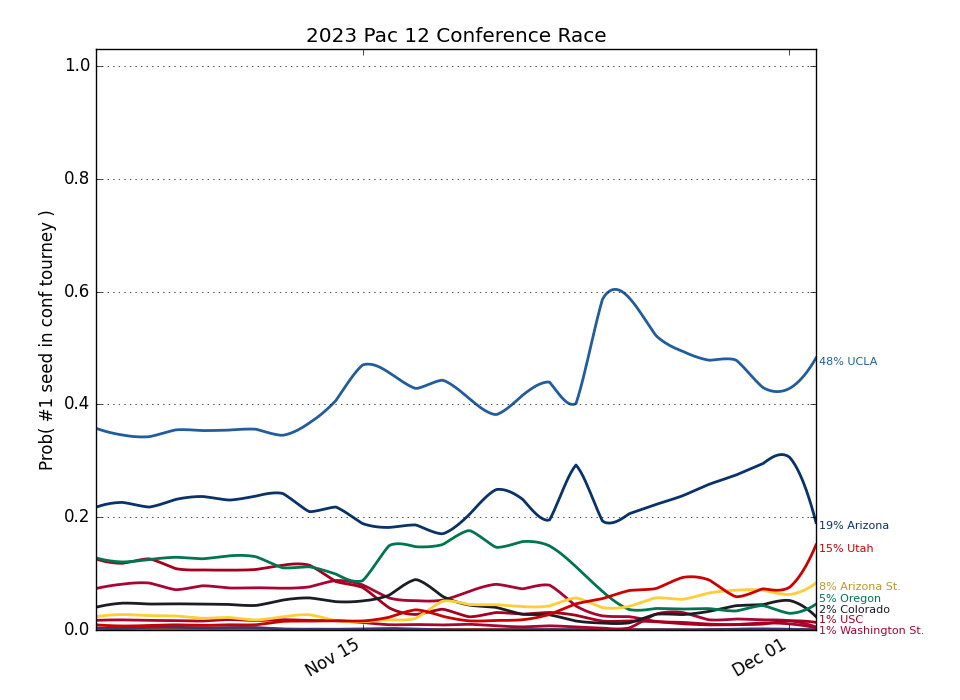 2023 Pac 12 Conference Race
Prob( #1 seed in conf tourney )
1.0
0.8
0.6
0.4
0.2
0.0
Nov 15
Dec 01
48% UCLA
19% Arizona
15% Utah
8% Arizona St.
5% Oregon
2% Colorado
1% USC
1% Washington St.